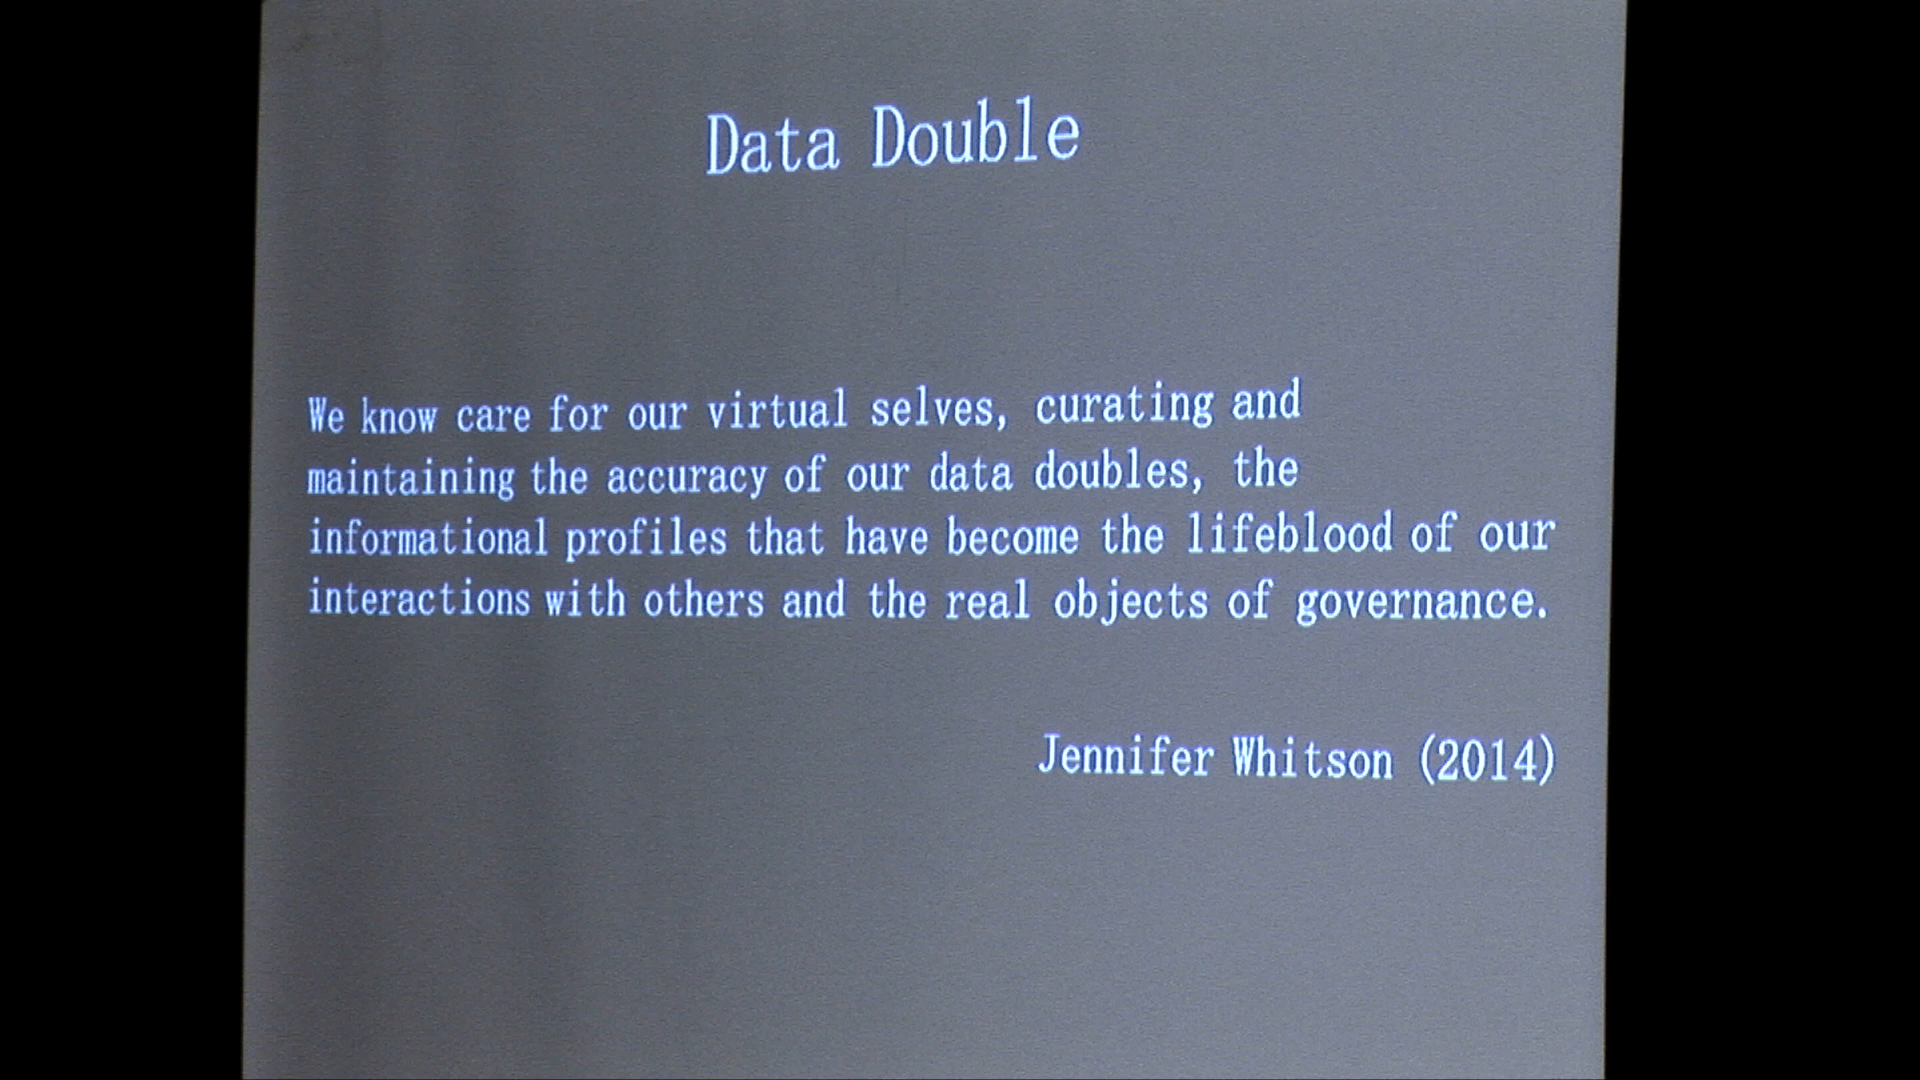 Data Double
We know care for our virtual selves, curating and
maintaining the accuracy of our data doubles, the
informational profiles that have become the lifeblood of our
interactions with others and the real objects of governance.
Jennifer Whitson (2014)